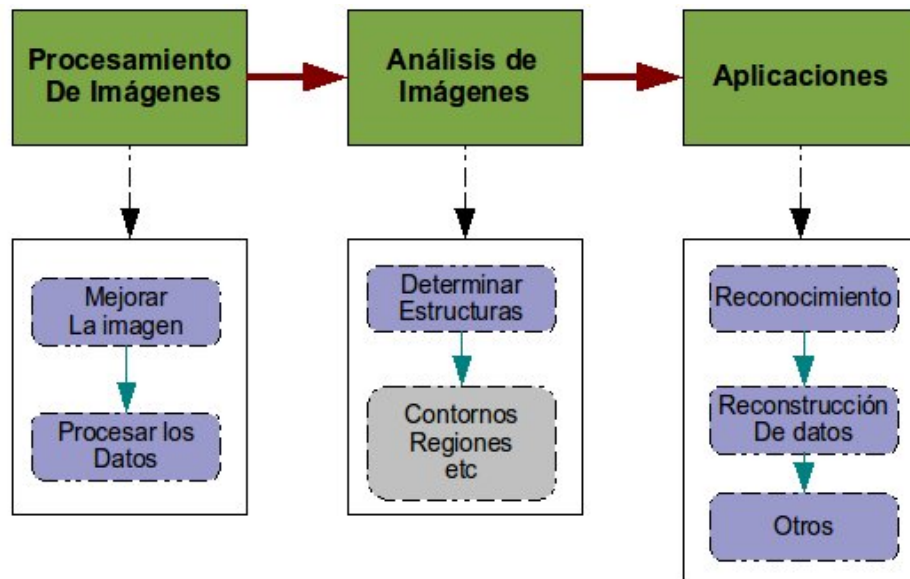 Procesamiento
De Imágenes
Análisis de
Imágenes
Aplicaciones
Mejorar
La imagen
Procesar los
Datos
Determinar
Estructuras
Contornos
Regiones
etc
Reconocimiento
Reconstrucción
De datos
Otros